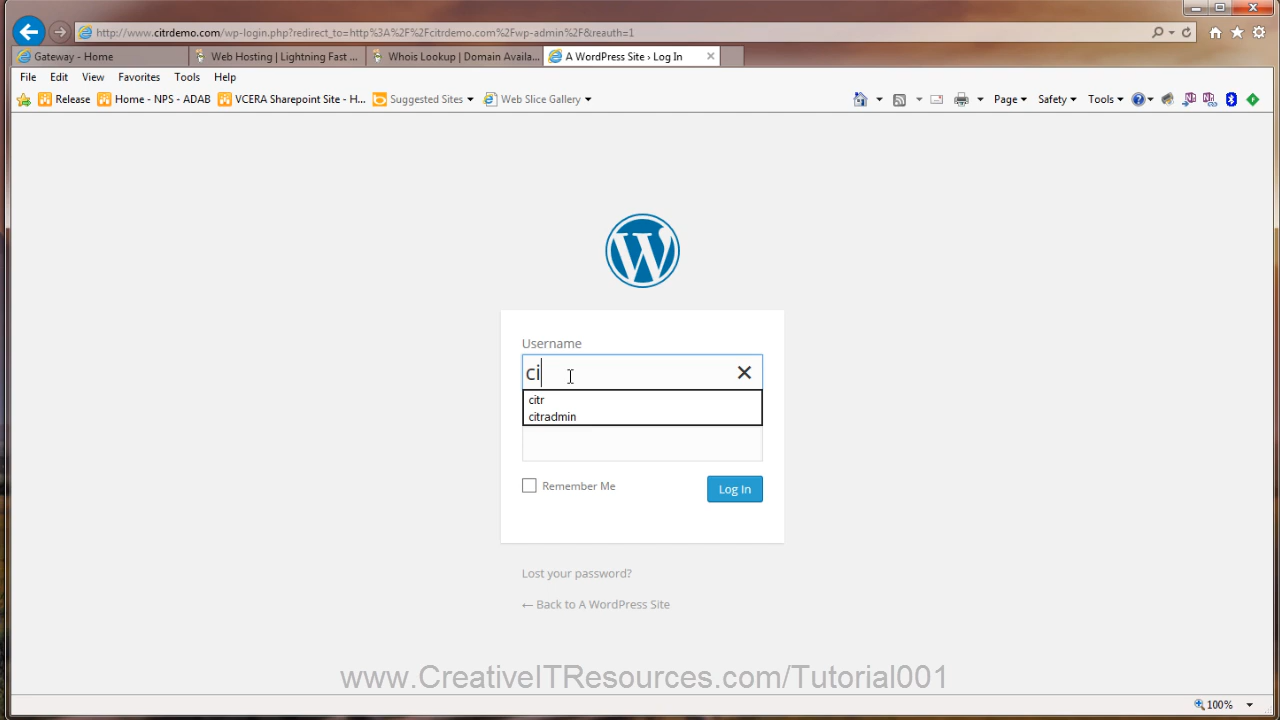 http://www.citrdemo.com/wp-login.php?redirect_to=http%3A%2F%2Fcitrdemo.com%2Fwp-admin%2F&reauth=1
Gateway - Home
Web Hosting | Lightning Fast ...
Whois Lookup | Domain Availa...
A WordPress Site › Log In
File Edit View Favorites Tools Help
Release Home - NPS - ADAB VCERA Sharepoint Site - H... Suggested Sites Web Slice Gallery Page Safety Tools
W
Username
ci
citr
citradmin
Remember Me
Log In
Lost your password?
← Back to A WordPress Site
www.CreativeITResources.com/Tutorial001
100%